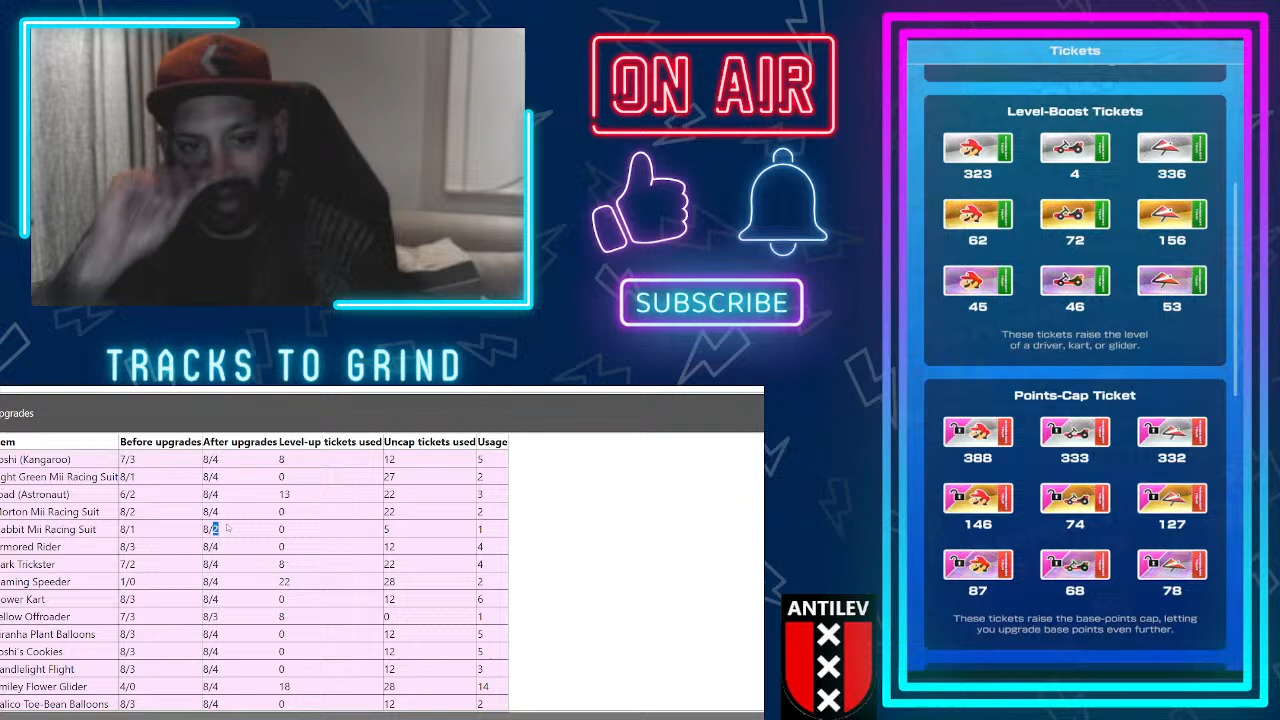 ON AIR
SUBSCRIBE
TRACKS TO GRIND
pgrades
em Before upgrades After upgrades Level-up tickets used Uncap tickets used Usage
oshi (Kangaroo) 7/3 8/4 8 12 5
ight Green Mii Racing Suit 8/1 8/4 0 27 2
oad (Astronaut) 6/2 8/4 13 22 3
Morton Mii Racing Suit 8/2 8/4 0 22 2
abbit Mii Racing Suit 8/1 8/2 0 5 1
rmored Rider 8/3 8/4 0 12 4
ark Trickster 7/2 8/4 8 22 4
aming Speeder 1/0 8/4 28 28 2
ower Kart 8/3 8/4 0 12 1
ellow Offroader 7/3 8/3 8 0 1
iranha Plant Balloons 8/3 8/4 0 12 5
oshi's Cookies 8/3 8/4 0 12 5
andlelight Flight 8/3 8/4 0 12 3
miley Flower Glider 4/0 8/4 18 28 14
alico Toe-Bean Balloons 8/3 8/4 0 12 2
ANTILEV
Tickets
Level-Boost Tickets
323 4 336
62 72 156
45 46 53
These tickets raise the level
of a driver, kart, or glider.
Points-Cap Ticket
388 333 332
146 74 127
87 68 78
These tickets raise the base-points cap, letting
you upgrade base points even further.